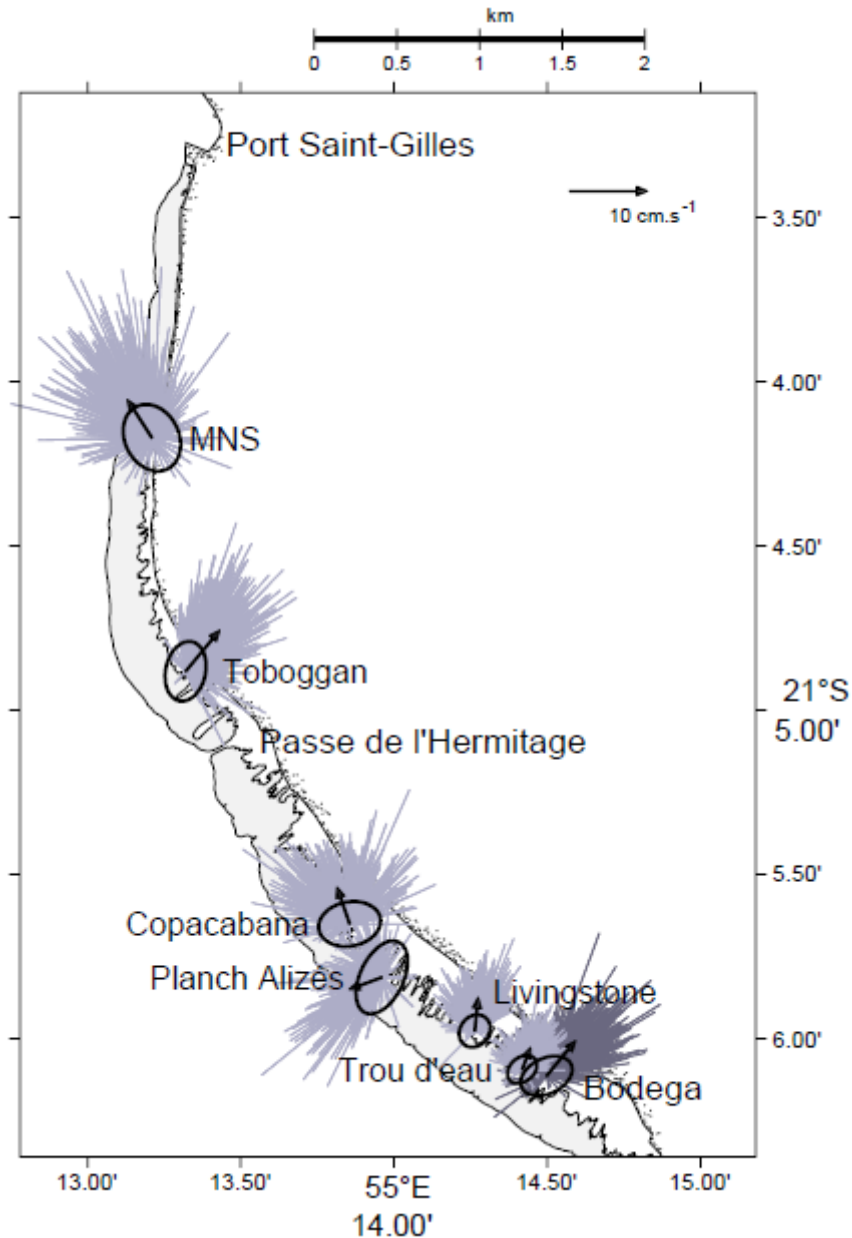 km
0 0.5 1 1.5 2
Port Saint-Gilles
10 cm.s⁻¹
3.50'
4.00'
MNS
4.50'
Toboggan
21°S
5.00'
Passe de l'Hermitage
5.50'
Copacabana
Planch Alizés
Livingstone
6.00'
Trou d'eau
Bodega
13.00' 13.50' 55°E 14.50' 15.00'
14.00'